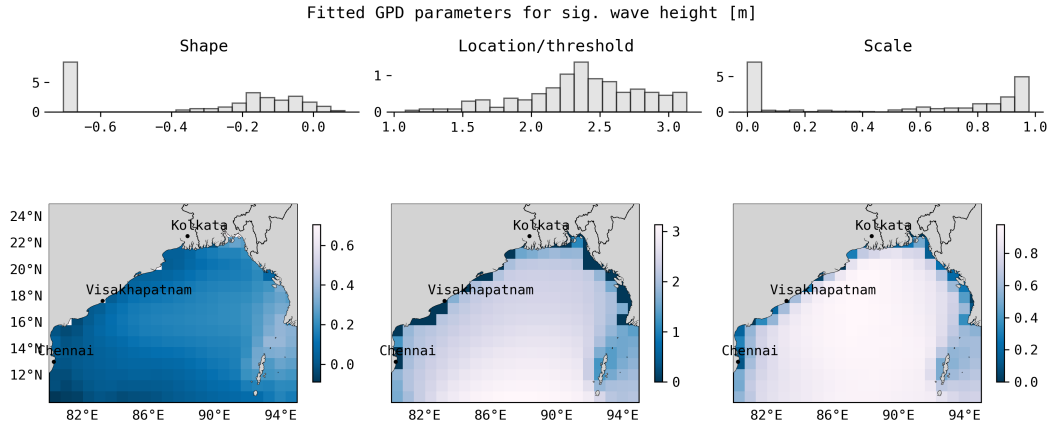 Fitted GPD parameters for sig. wave height [m]
Shape
Location/threshold
Scale
5
0
−0.6
−0.4
−0.2
0.0
1
0
1.0
1.5
2.0
2.5
3.0
5
0
0.0
0.2
0.4
0.6
0.8
1.0
24°N
22°N
20°N
18°N
16°N
14°N
12°N
Kolkata
Visakhapatnam
Chennai
82°E
86°E
90°E
94°E
0.6
0.4
0.2
0.0
Kolkata
Visakhapatnam
Chennai
82°E
86°E
90°E
94°E
3
2
1
0
Kolkata
Visakhapatnam
Chennai
82°E
86°E
90°E
94°E
0.8
0.6
0.4
0.2
0.0